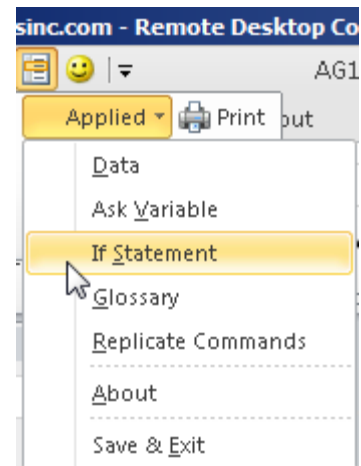 sinc.com - Remote Desktop Co
AG1
Applied Print out
Data
Ask Variable
If Statement
Glossary
Replicate Commands
About
Save & Exit